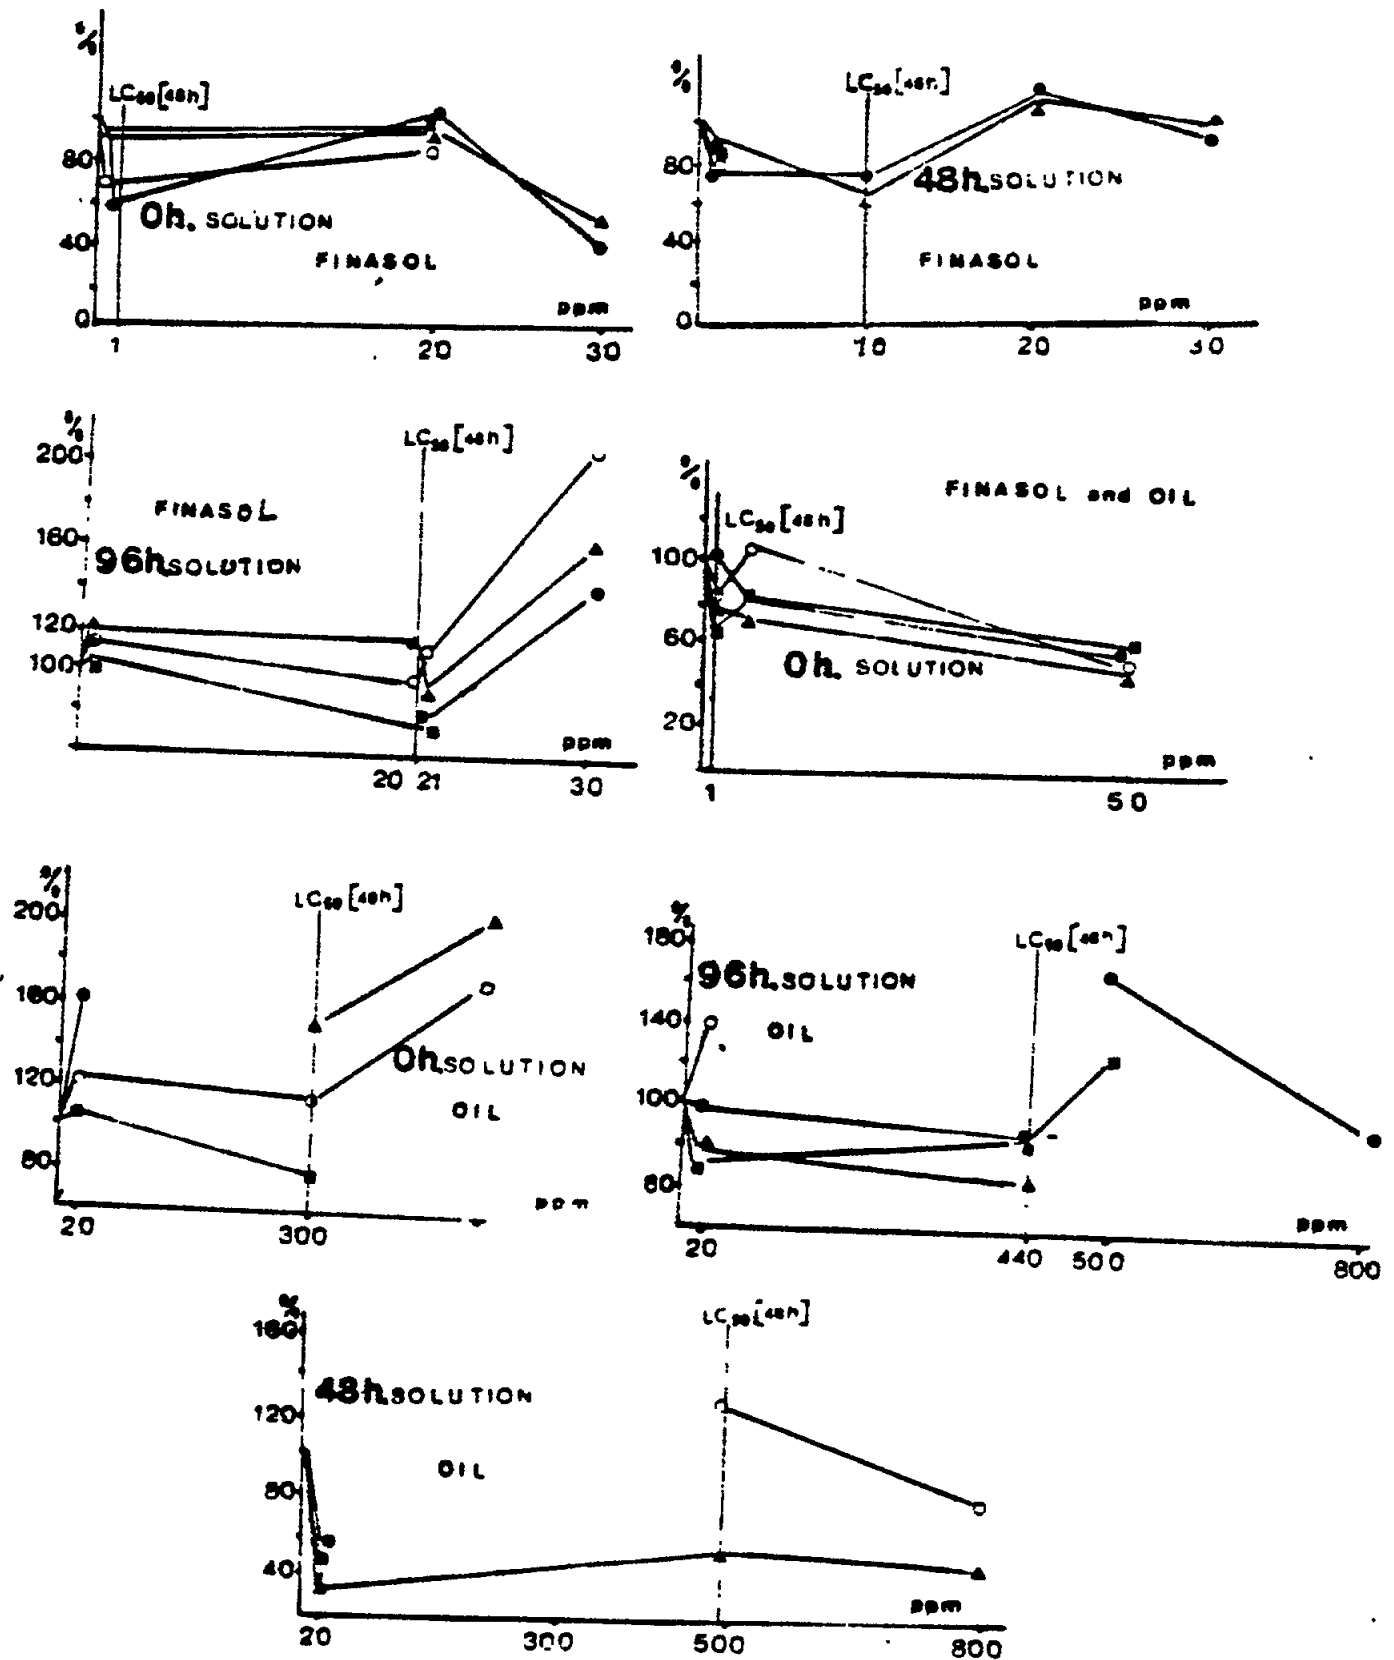 %
LC50[48h]
80
40
0
0h. SOLUTION
FINASOL
ppm
1 20 30
%
LC50[48h]
80
40
0
48h. SOLUTION
FINASOL
ppm
10 20 30
%
200
160
120
100
LC50[48h]
FINASOL
96h. SOLUTION
ppm
20 21 30
%
FINASOL and OIL
LC50[48h]
100
60
20
0h. SOLUTION
ppm
1 50
%
200
160
120
80
LC50[48h]
0h. SOLUTION
OIL
ppm
20 300
%
180
140
100
60
LC50[48h]
96h. SOLUTION
OIL
ppm
20 440 500 800
%
160
120
80
40
LC50[48h]
48h. SOLUTION
OIL
ppm
20 300 500 800